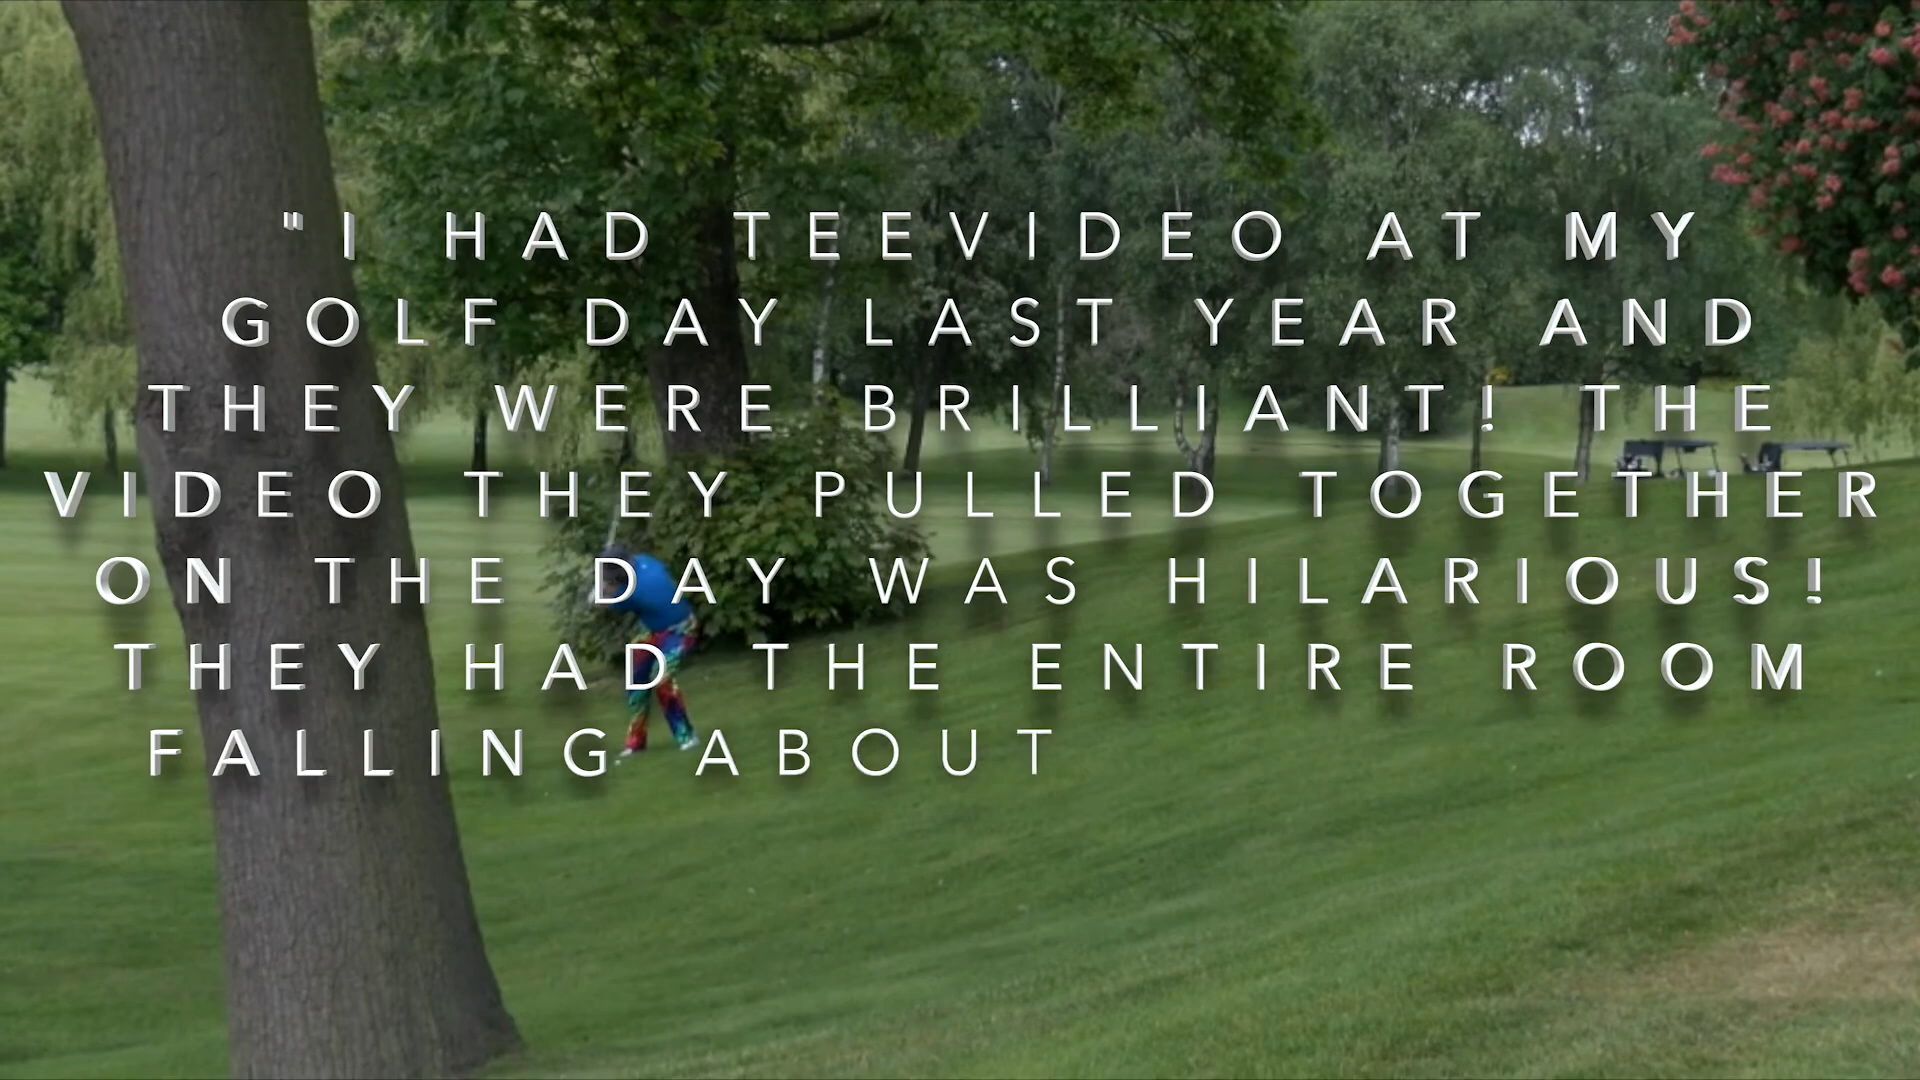 "I HAD TEEVIDEO AT MY
GOLF DAY LAST YEAR AND
THEY WERE BRILLIANT! THE
VIDEO THEY PULLED TOGETHER
ON THE DAY WAS HILARIOUS!
THEY HAD THE ENTIRE ROOM
FALLING ABOUT